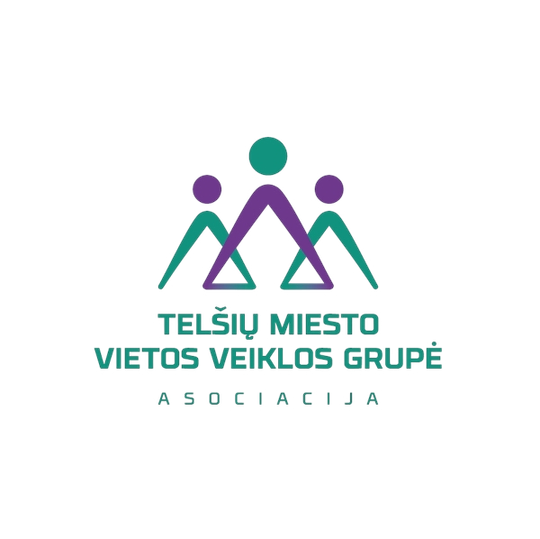 TELŠIŲ MIESTO
VIETOS VEIKLOS GRUPĖ
ASOCIACIJA